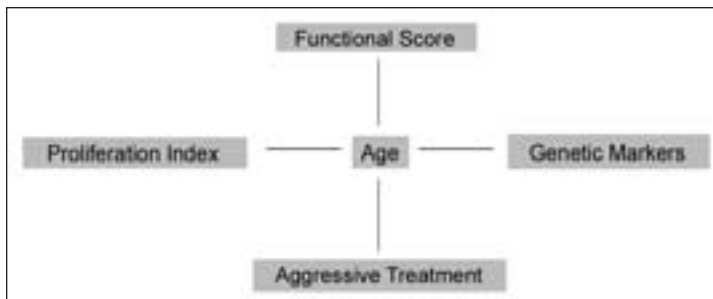 Functional Score
Proliferation Index
Age
Genetic Markers
Aggressive Treatment